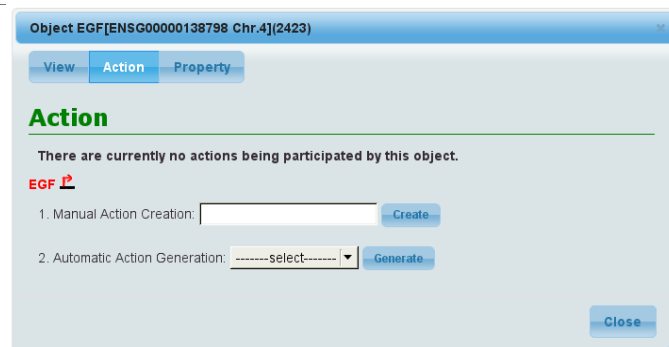 Object EGF[ENSG00000138798 Chr.4](2423)
View Action Property
Action
There are currently no actions being participated by this object.
EGF
1. Manual Action Creation: Create
2. Automatic Action Generation: -------select------- Generate
Close